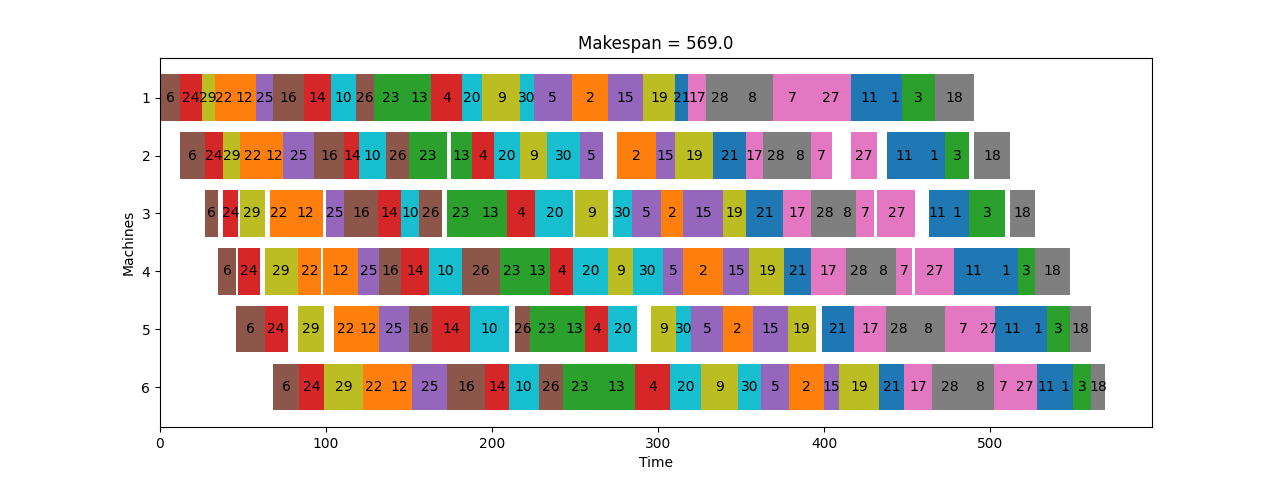 Makespan = 569.0
1 6 24 29 22 12 25 16 14 10 26 23 13 4 20 9 30 5 2 15 19 21 17 28 8 7 27 11 1 3 18
2 6 24 29 22 12 25 16 14 10 26 23 13 4 20 9 30 5 2 15 19 21 17 28 8 7 27 11 1 3 18
3 6 24 29 22 12 25 16 14 10 26 23 13 4 20 9 30 5 2 15 19 21 17 28 8 7 27 11 1 3 18
4 6 24 29 22 12 25 16 14 10 26 23 13 4 20 9 30 5 2 15 19 21 17 28 8 7 27 11 1 3 18
5 6 24 29 22 12 25 16 14 10 26 23 13 4 20 9 30 5 2 15 19 21 17 28 8 7 27 11 1 3 18
6 6 24 29 22 12 25 16 14 10 26 23 13 4 20 9 30 5 2 15 19 21 17 28 8 7 27 11 1 3 18
Machines
0 100 200 300 400 500
Time